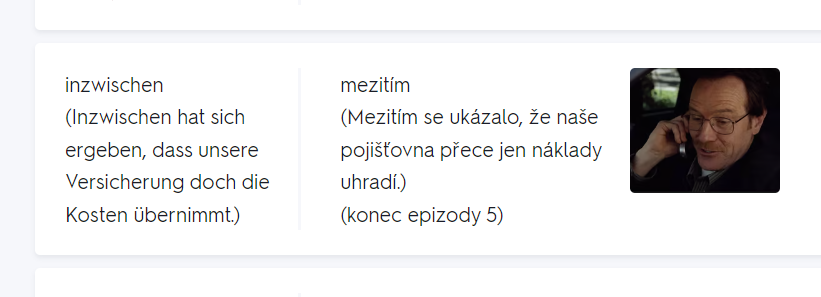 inzwischen
(Inzwischen hat sich
ergeben, dass unsere
Versicherung doch die
Kosten übernimmt.)
mezitím
(Mezitím se ukázalo, že naše
pojišťovna přece jen náklady
uhradí.)
(konec epizody 5)